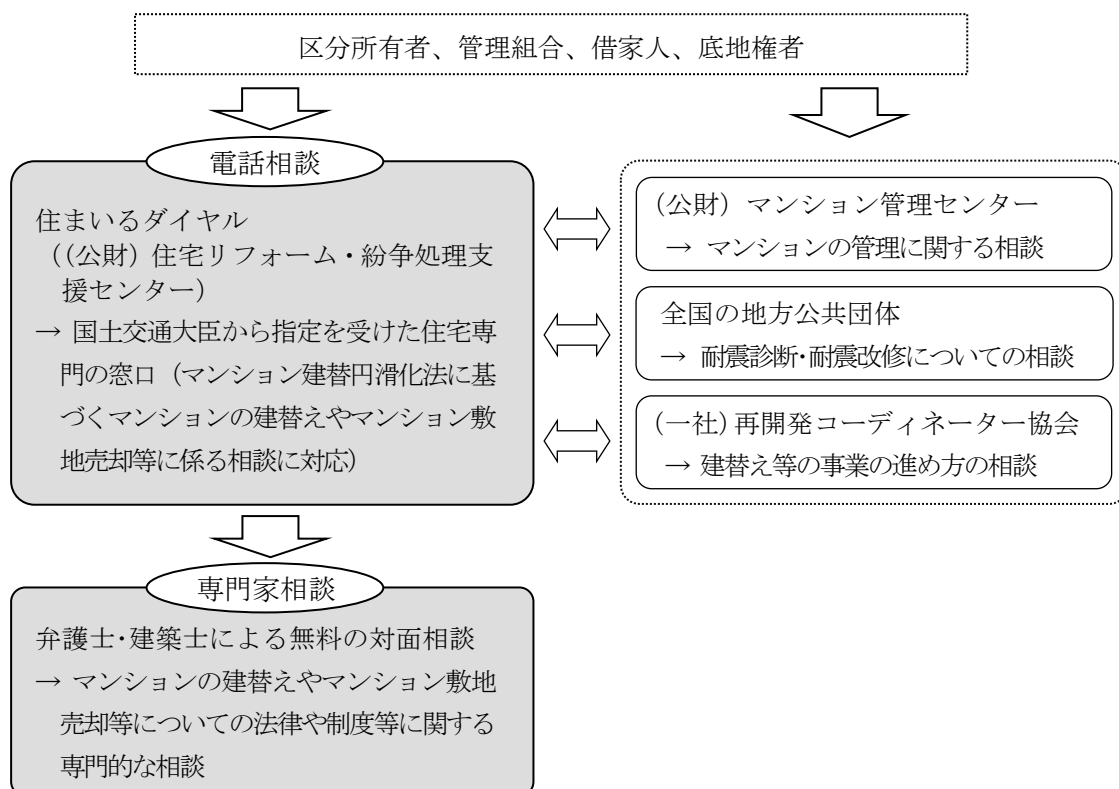 区分所有者、管理組合、借家人、底地権者
電話相談
住まいるダイヤル
((公財)住宅リフォーム・紛争処理支
援センター)
→ 国土交通大臣から指定を受けた住宅専
門の窓口(マンション建替円滑化法に基
づくマンションの建替えやマンション敷
地売却等に係る相談に対応)
(公財)マンション管理センター
→ マンションの管理に関する相談
全国の地方公共団体
→ 耐震診断・耐震改修についての相談
(一社)再開発コーディネーター協会
→ 建替え等の事業の進め方の相談
専門家相談
弁護士・建築士による無料の対面相談
→ マンションの建替えやマンション敷地
売却等についての法律や制度等に関する
専門的な相談